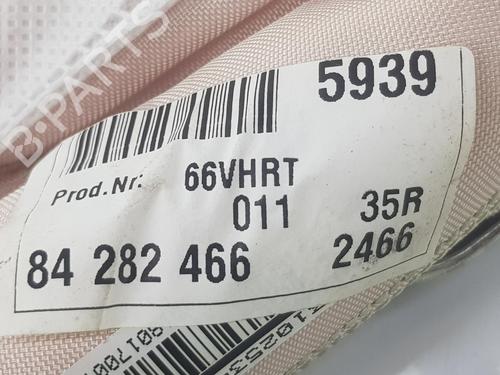 5939
Prod.Nr: 66VHRT
011 35R
84 282 466 2466
B-PARTS